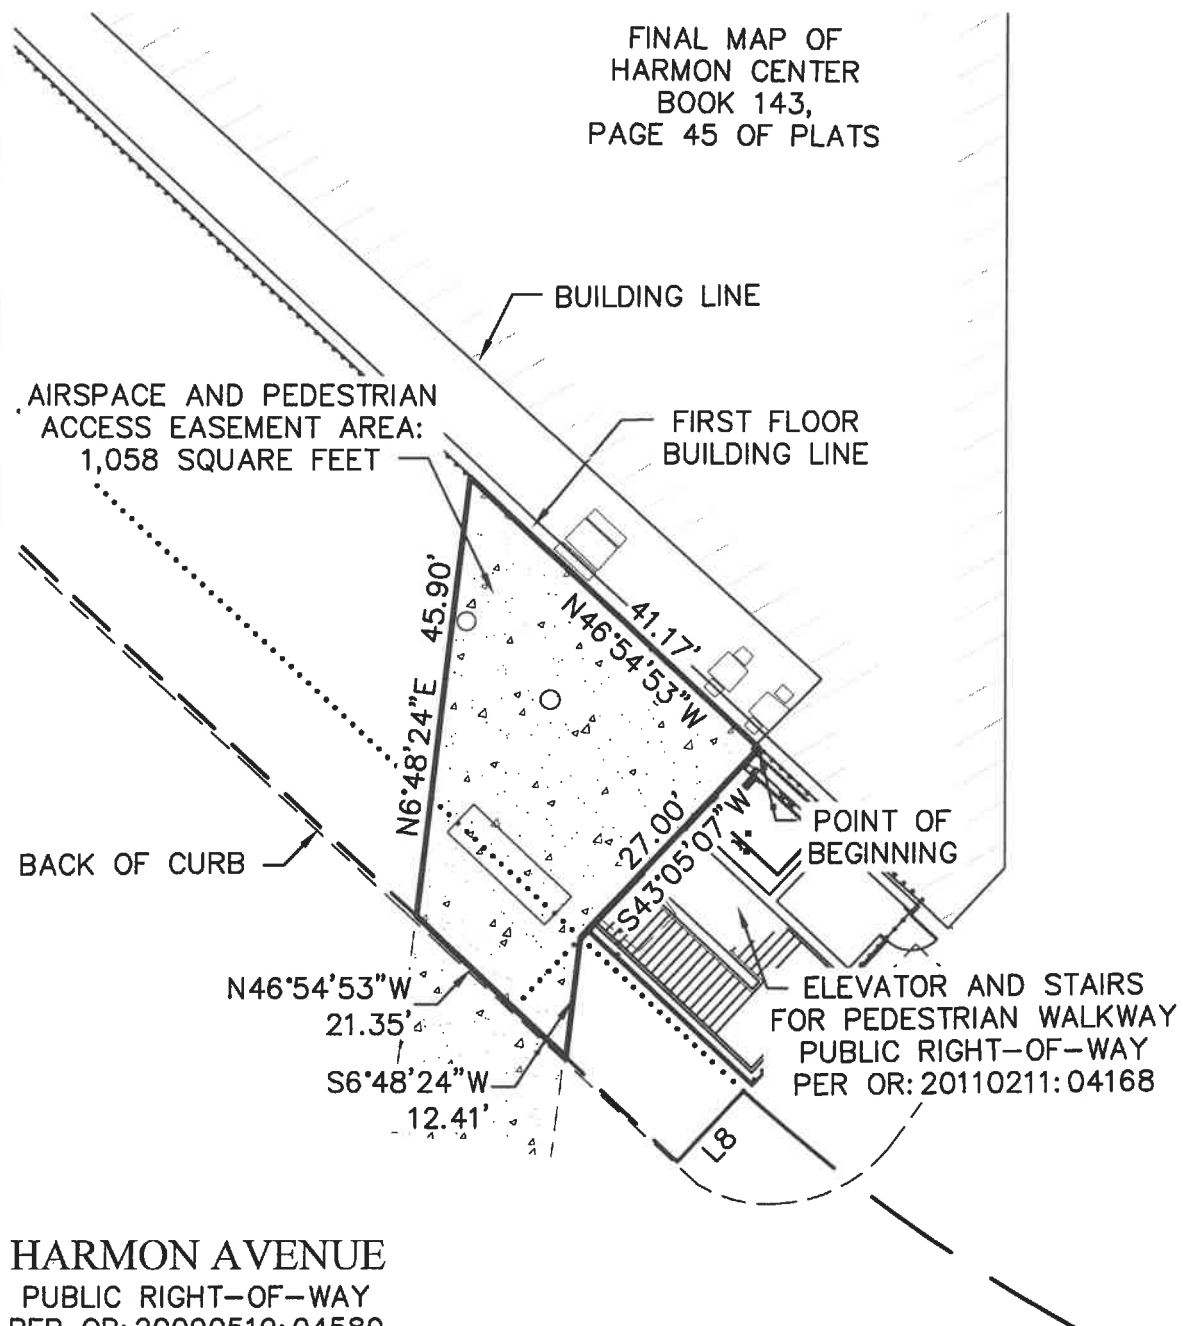 FINAL MAP OF
HARMON CENTER
BOOK 143,
PAGE 45 OF PLATS
BUILDING LINE
AIRSPACE AND PEDESTRIAN
ACCESS EASEMENT AREA:
1,058 SQUARE FEET
FIRST FLOOR
BUILDING LINE
N6°48'24"E 45.90'
41.17'
N46°54'53"W
27.00'
S43°05'07"W
POINT OF
BEGINNING
BACK OF CURB
N46°54'53"W
21.35'
S6°48'24"W
12.41'
ELEVATOR AND STAIRS
FOR PEDESTRIAN WALKWAY
PUBLIC RIGHT-OF-WAY
PER OR: 20110211: 04168
L8
HARMON AVENUE
PUBLIC RIGHT-OF-WAY
PER OR: 20090519: 04580